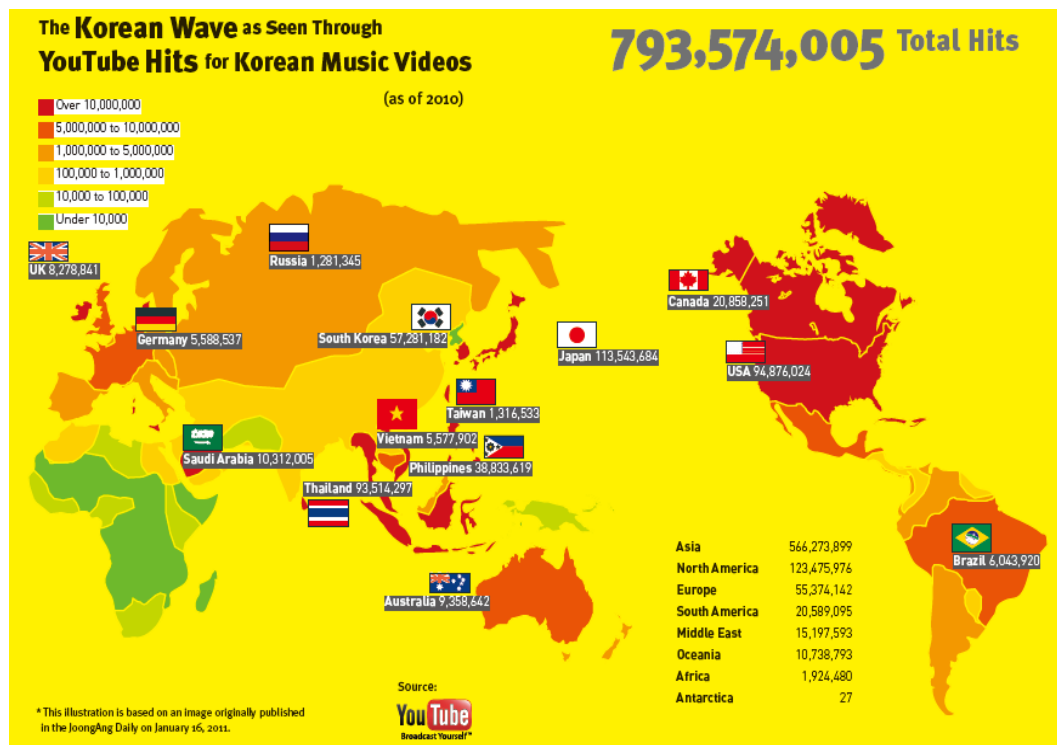 The Korean Wave as Seen Through
YouTube Hits for Korean Music Videos
(as of 2010)
793,574,005 Total Hits
Over 10,000,000
5,000,000 to 10,000,000
1,000,000 to 5,000,000
100,000 to 1,000,000
10,000 to 100,000
Under 10,000
UK 8,278,841
Russia 1,281,345
Germany 5,588,537
South Korea 57,281,182
Japan 113,543,684
Canada 20,858,251
USA 94,876,024
Taiwan 1,316,533
Vietnam 5,577,902
Saudi Arabia 10,312,005
Philippines 38,833,619
Thailand 93,514,297
Australia 9,358,642
Brazil 6,043,920
Asia 566,273,899
North America 123,475,976
Europe 55,374,142
South America 20,589,095
Middle East 15,197,593
Oceania 10,738,793
Africa 1,924,480
Antarctica 27
Source:
YouTube
Broadcast Yourself™
* This illustration is based on an image originally published
in the JoongAng Daily on January 16, 2011.